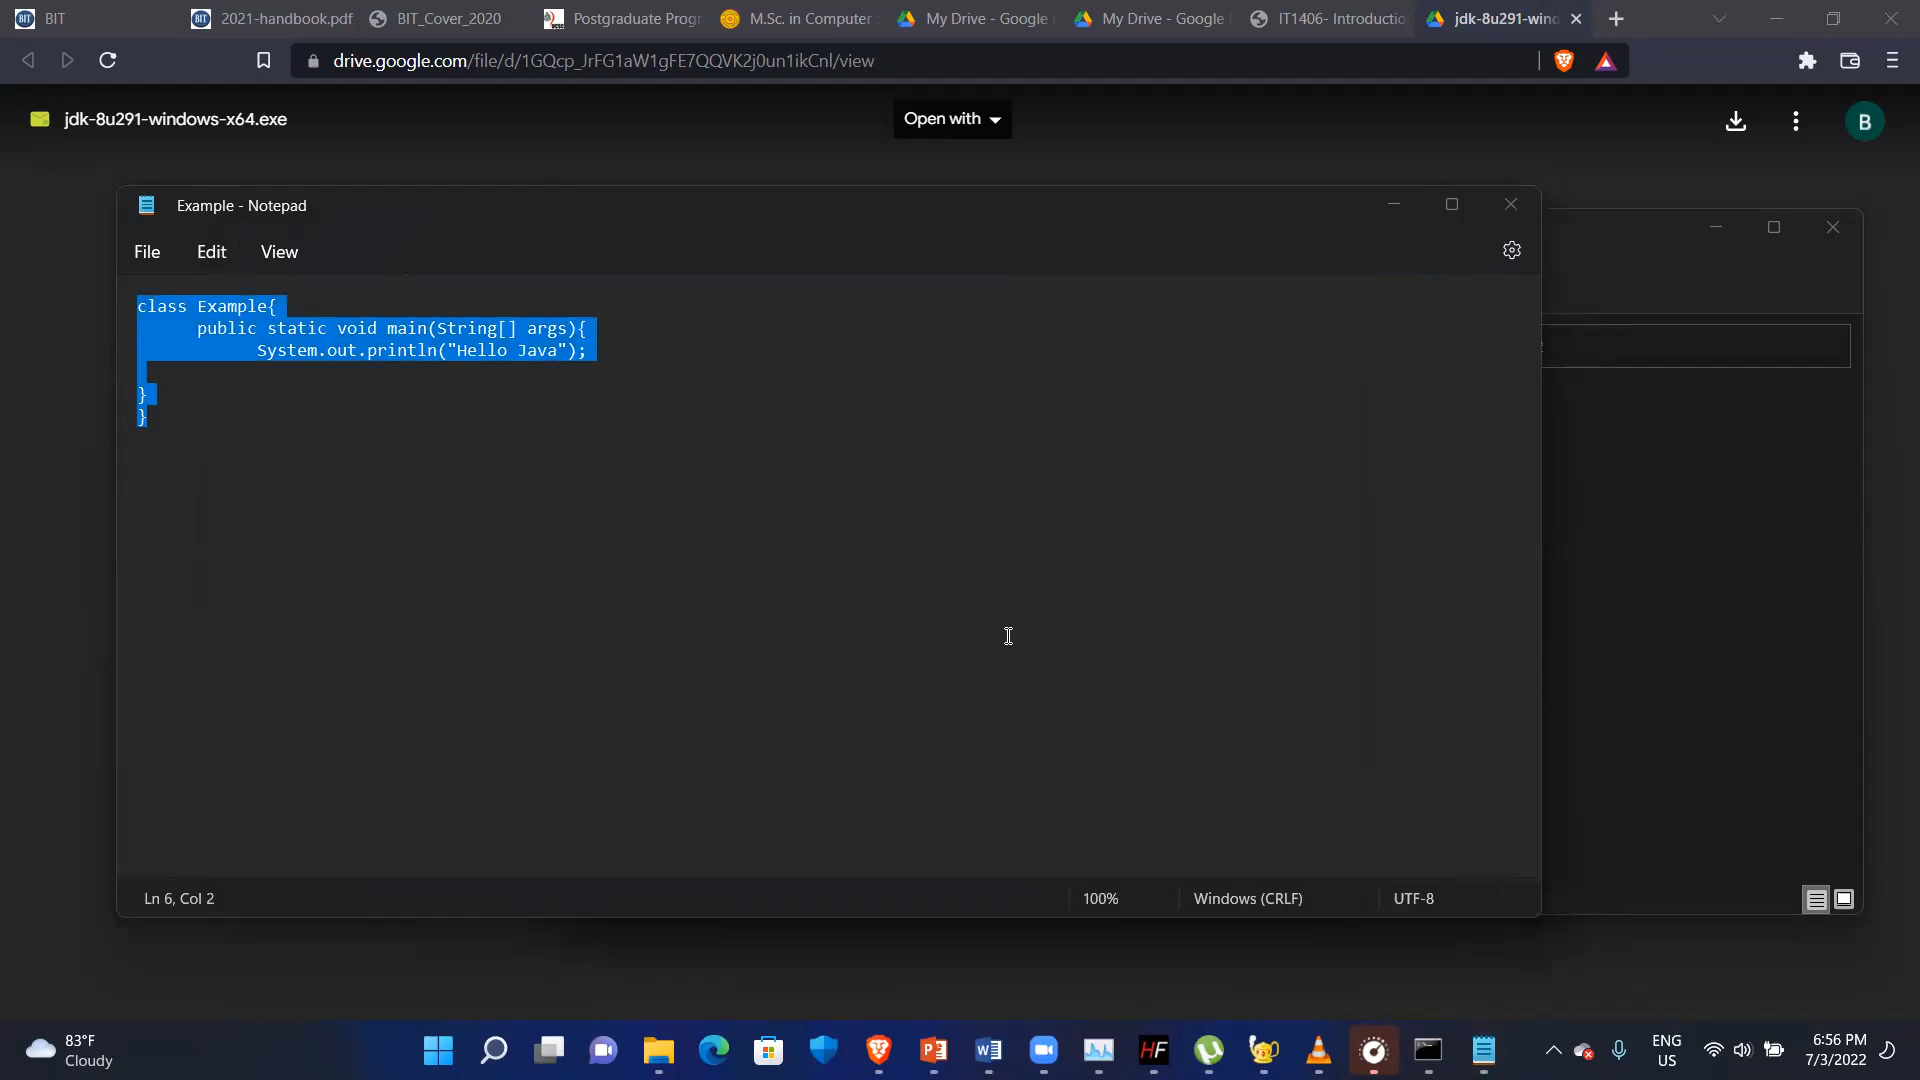 BIT
2021-handbook.pdf
BIT_Cover_2020
Postgraduate Progr
M.Sc. in Computer
My Drive - Google
My Drive - Google
IT1406- Introductio
jdk-8u291-wind
drive.google.com/file/d/1GQcp_JrFG1aW1gFE7QQVK2j0un1ikCnl/view
jdk-8u291-windows-x64.exe
Open with
B
Example - Notepad
File Edit View
class Example{
public static void main(String[] args){
System.out.println("Hello Java");
}
}
Ln 6, Col 2
100%
Windows (CRLF)
UTF-8
83°F
Cloudy
HF
ENG
US
6:56 PM
7/3/2022